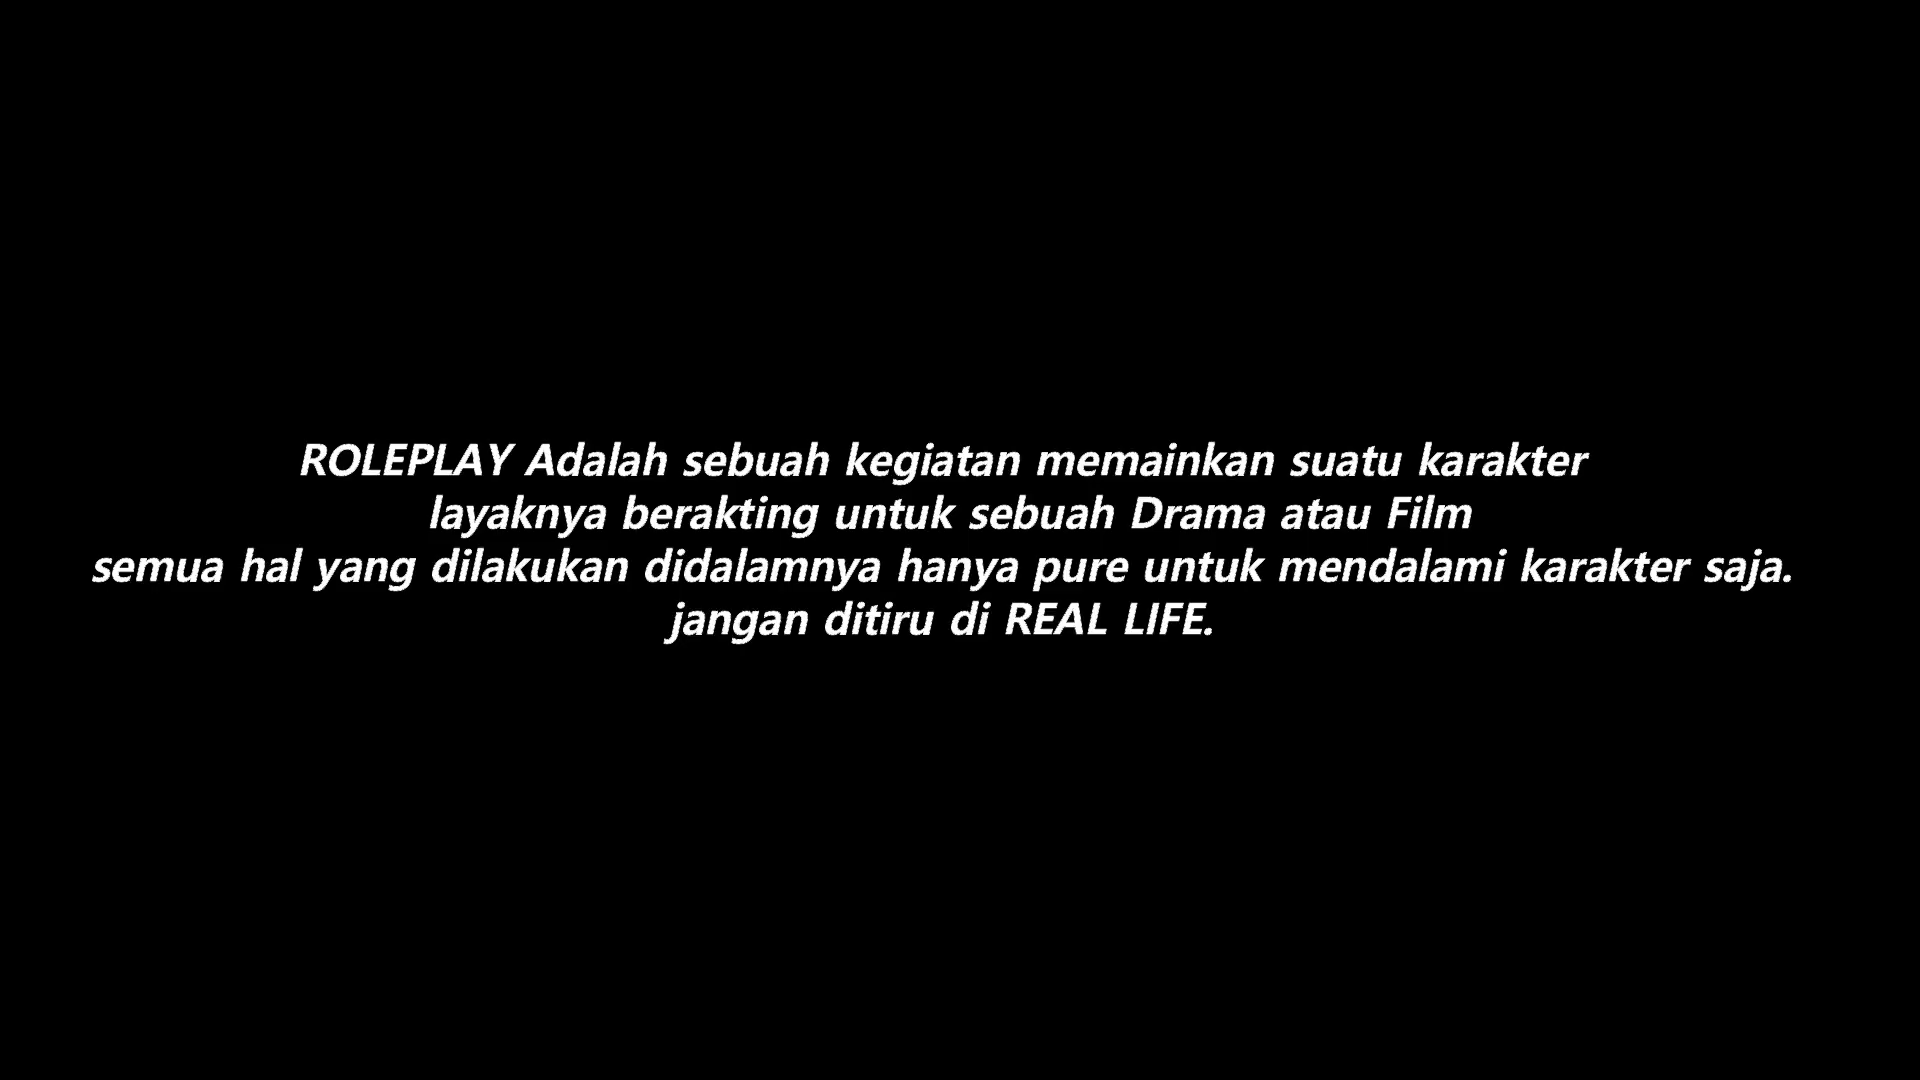 ROLEPLAY Adalah sebuah kegiatan memainkan suatu karakter
layaknya berakting untuk sebuah Drama atau Film
semua hal yang dilakukan didalamnya hanya pure untuk mendalami karakter saja.
jangan ditiru di REAL LIFE.